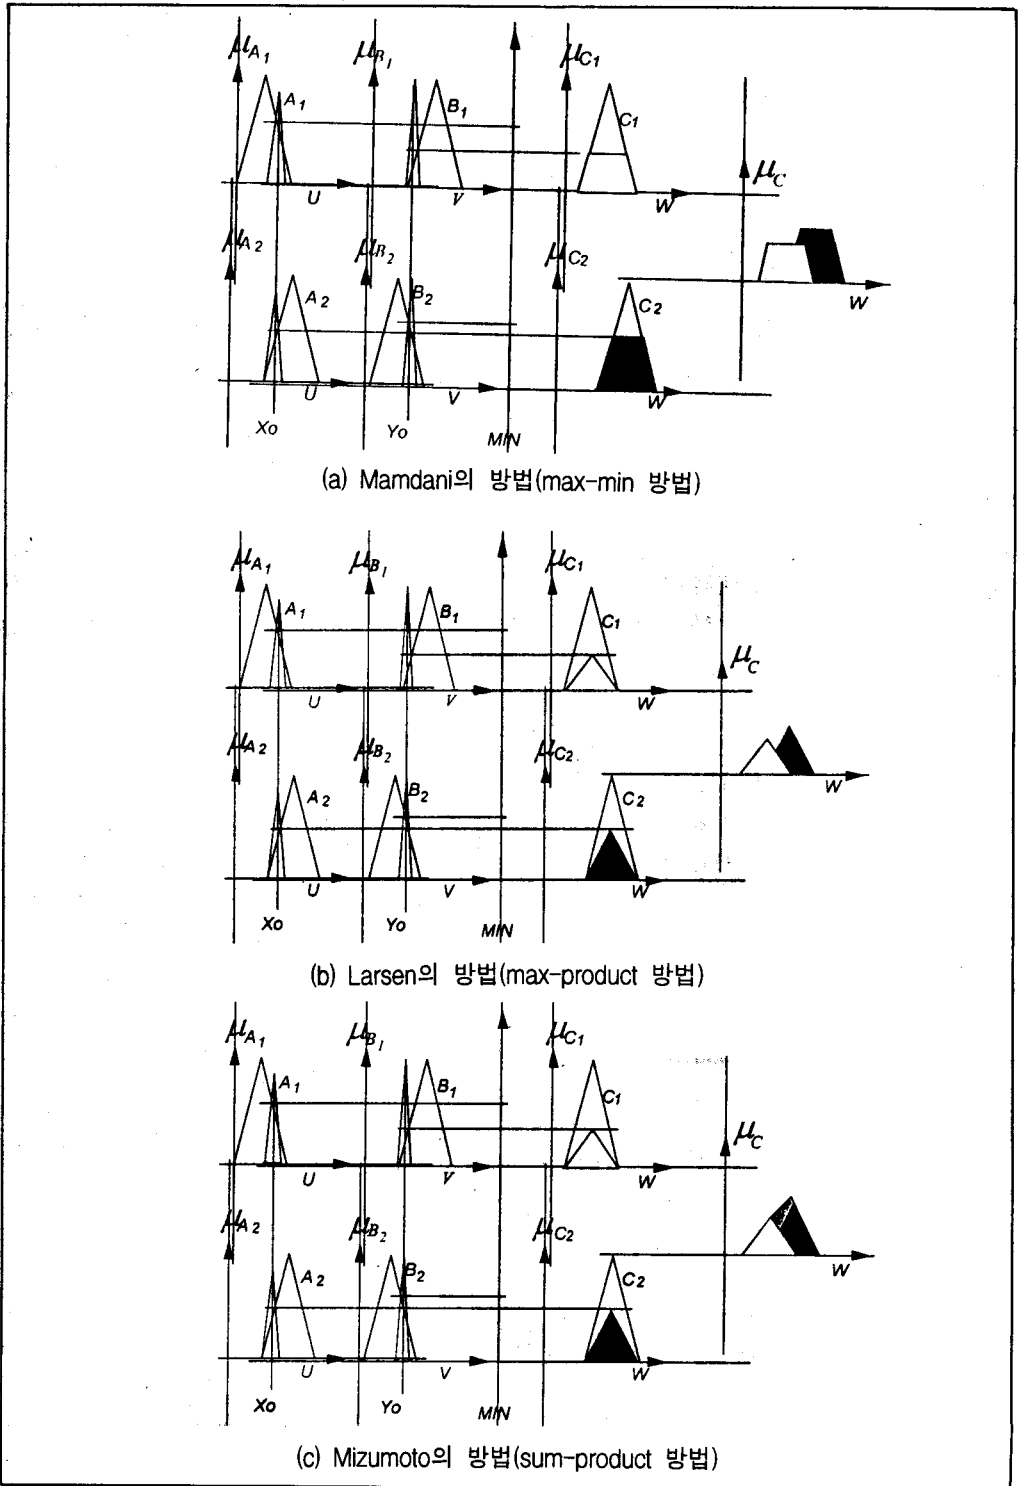 μA1 μB1 μC1
A1 B1 C1
U V W
μC
μA2 μB2 μC2
W
A2 B2 C2
U V W
Xo Yo MIN
(a) Mamdani의 방법(max-min 방법)
μA1 μB1 μC1
A1 B1 C1
U V W
μC
μA2 μB2 μC2
W
A2 B2 C2
U V W
Xo Yo MIN
(b) Larsen의 방법(max-product 방법)
μA1 μB1 μC1
A1 B1 C1
U V W
μC
μA2 μB2 μC2
W
A2 B2 C2
U V W
Xo Yo MIN
(c) Mizumoto의 방법(sum-product 방법)